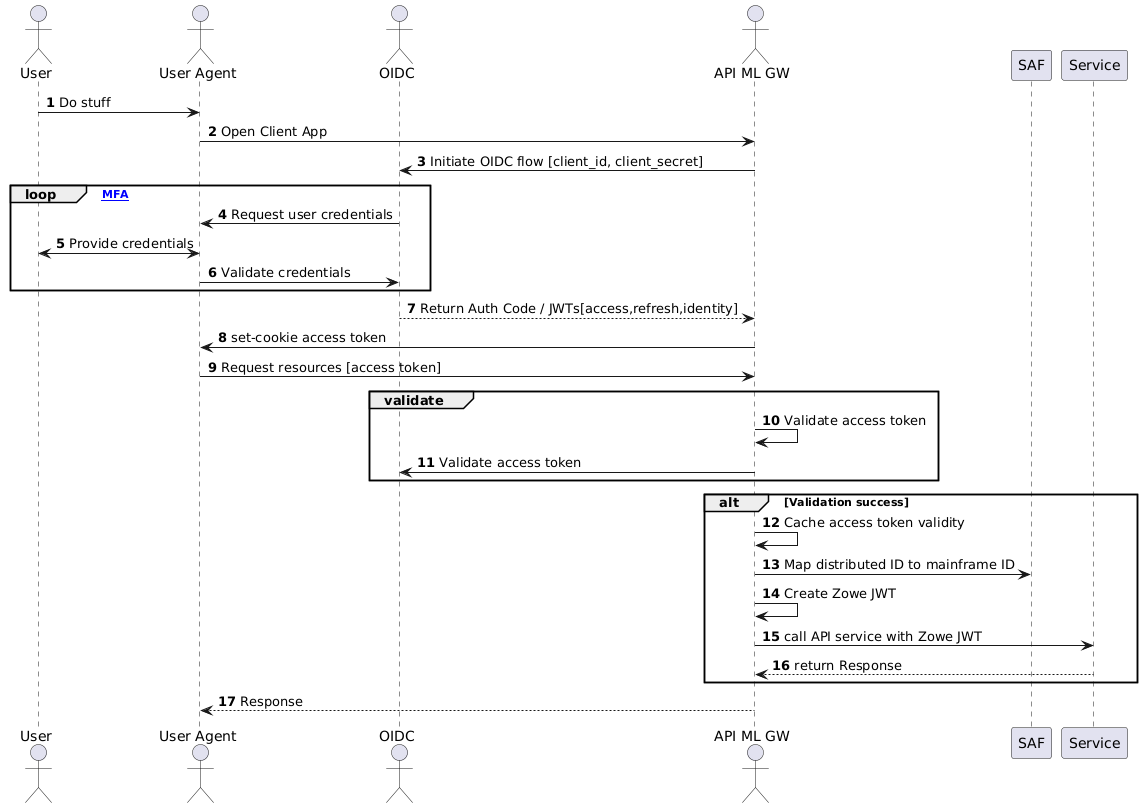 User
User Agent
OIDC
API ML GW
SAF
Service
1 Do stuff
2 Open Client App
3 Initiate OIDC flow [client_id, client_secret]
loop
MFA
4 Request user credentials
5 Provide credentials
6 Validate credentials
7 Return Auth Code / JWTs[access,refresh,identity]
8 set-cookie access token
9 Request resources [access token]
validate
10 Validate access token
11 Validate access token
alt
[Validation success]
12 Cache access token validity
13 Map distributed ID to mainframe ID
14 Create Zowe JWT
15 call API service with Zowe JWT
16 return Response
17 Response
User
User Agent
OIDC
API ML GW
SAF
Service